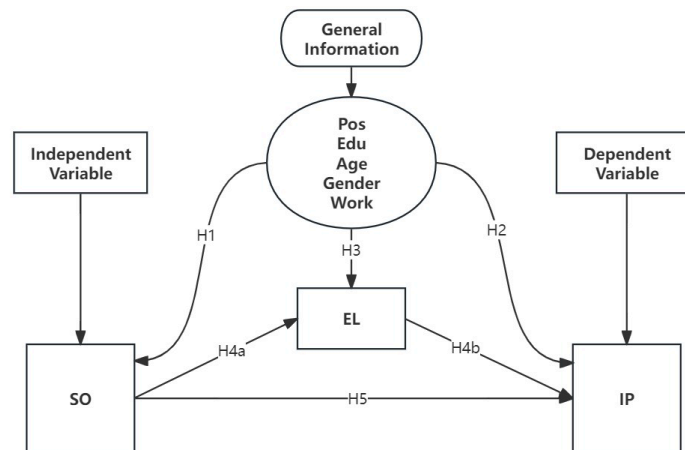 General
Information
Pos
Edu
Age
Gender
Work
Independent
Variable
Dependent
Variable
H1
H2
H3
EL
H4a
H4b
SO
H5
IP